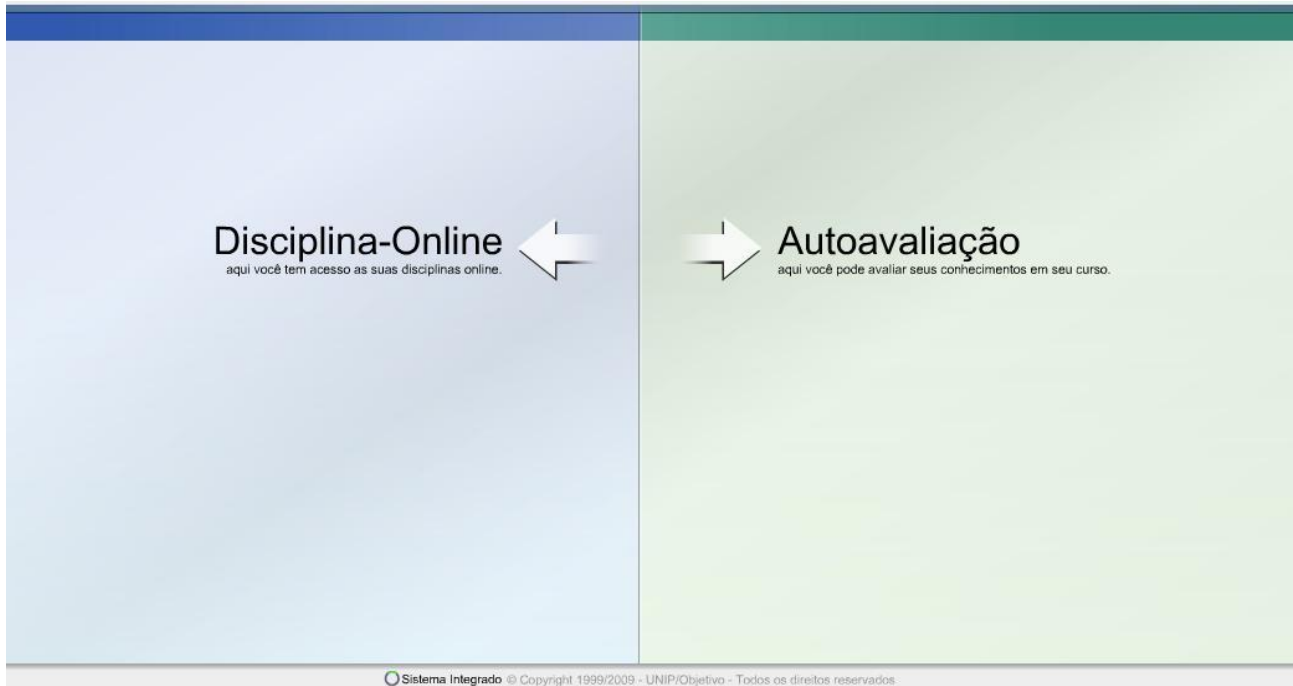 Disciplina-Online
aqui você tem acesso as suas disciplinas online.
Autoavaliação
aqui você pode avaliar seus conhecimentos em seu curso.
Sistema Integrado © Copyright 1999/2009 - UNIP/Objetivo - Todos os direitos reservados